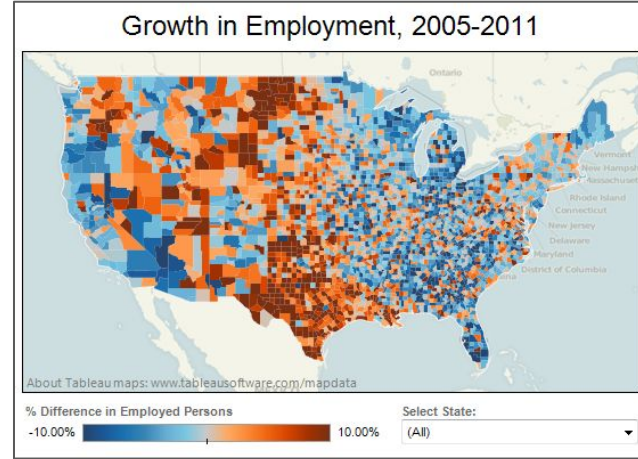 Growth in Employment, 2005-2011
Ontario
Vermont
New Hampsh
Massachuset
Rhode Island
Connecticut
New Jersey
Delaware
Maryland
District of Columbia
About Tableau maps: www.tableausoftware.com/mapdata
% Difference in Employed Persons
-10.00%
10.00%
Select State:
(All)